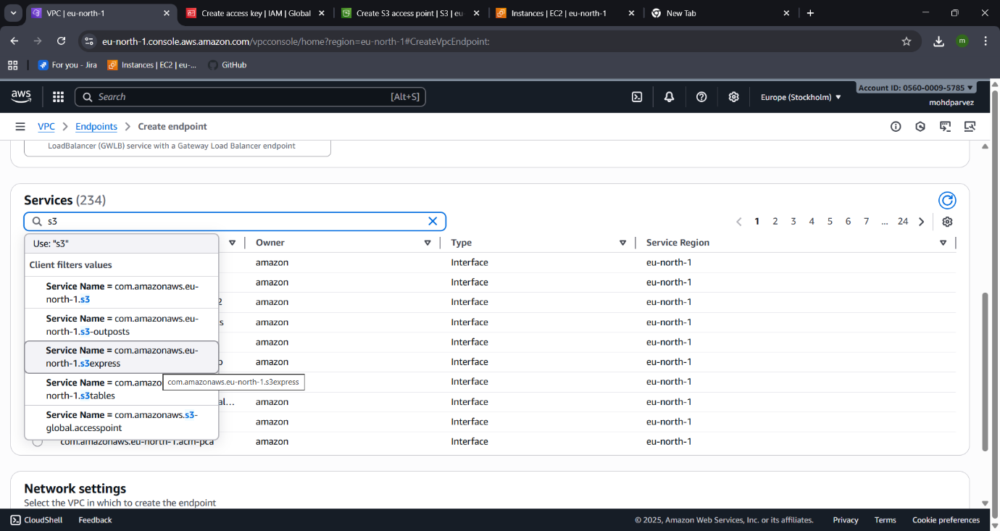 VPC | eu-north-1
Create access key | IAM | Global
Create S3 access point | S3 | eu-
Instances | EC2 | eu-north-1
New Tab
eu-north-1.console.aws.amazon.com/vpcconsole/home?region=eu-north-1#CreateVpcEndpoint:
m
For you - Jira
Instances | EC2 | eu-...
GitHub
aws
Search
[Alt+S]
Europe (Stockholm)
Account ID: 0560-0009-5785
mohdparvez
VPC
Endpoints
Create endpoint
LoadBalancer (GWLB) service with a Gateway Load Balancer endpoint
Services (234)
s3
1 2 3 4 5 6 7 ... 24
Use: "s3"
Owner
Type
Service Region
Client filters values
Service Name = com.amazonaws.eu-
north-1.s3
Service Name = com.amazonaws.eu-
north-1.s3-outposts
Service Name = com.amazonaws.eu-
north-1.s3express
Service Name = com.amazo
north-1.s3tables
com.amazonaws.eu-north-1.s3express
Service Name = com.amazonaws.s3-
global.accesspoint
amazon Interface eu-north-1
amazon Interface eu-north-1
2 amazon Interface eu-north-1
ts amazon Interface eu-north-1
amazon Interface eu-north-1
amazon Interface eu-north-1
amazon Interface eu-north-1
al... amazon Interface eu-north-1
amazon Interface eu-north-1
com.amazonaws.eu-north-1.acm-pca amazon Interface eu-north-1
Network settings
Select the VPC in which to create the endpoint
CloudShell
Feedback
© 2025, Amazon Web Services, Inc. or its affiliates.
Privacy
Terms
Cookie preferences